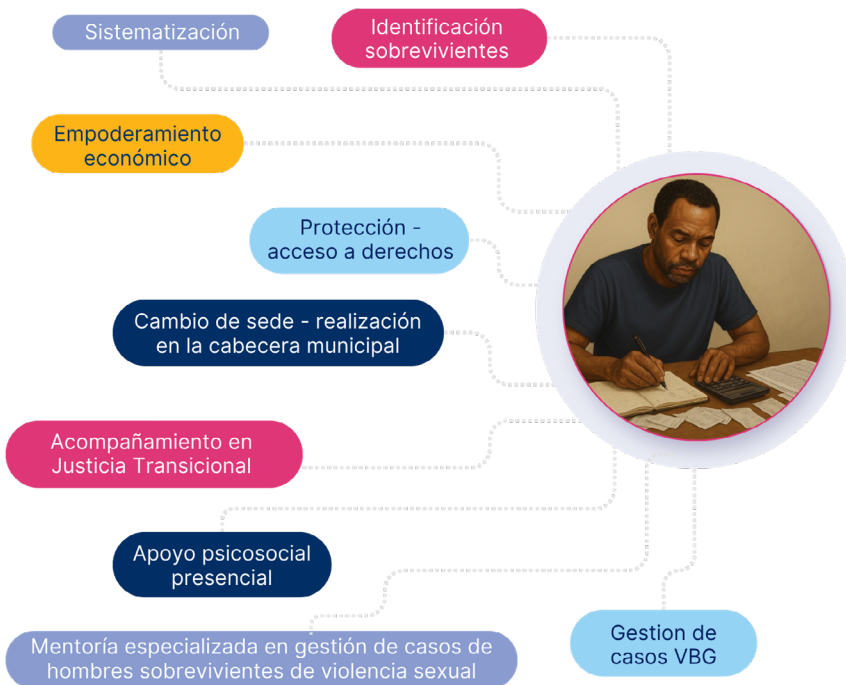 Sistematización
Identificación
sobrevivientes
Empoderamiento
económico
Protección -
acceso a derechos
Cambio de sede - realización
en la cabecera municipal
Acompañamiento en
Justicia Transicional
Apoyo psicosocial
presencial
Mentoría especializada en gestión de casos de
hombres sobrevivientes de violencia sexual
Gestion de
casos VBG